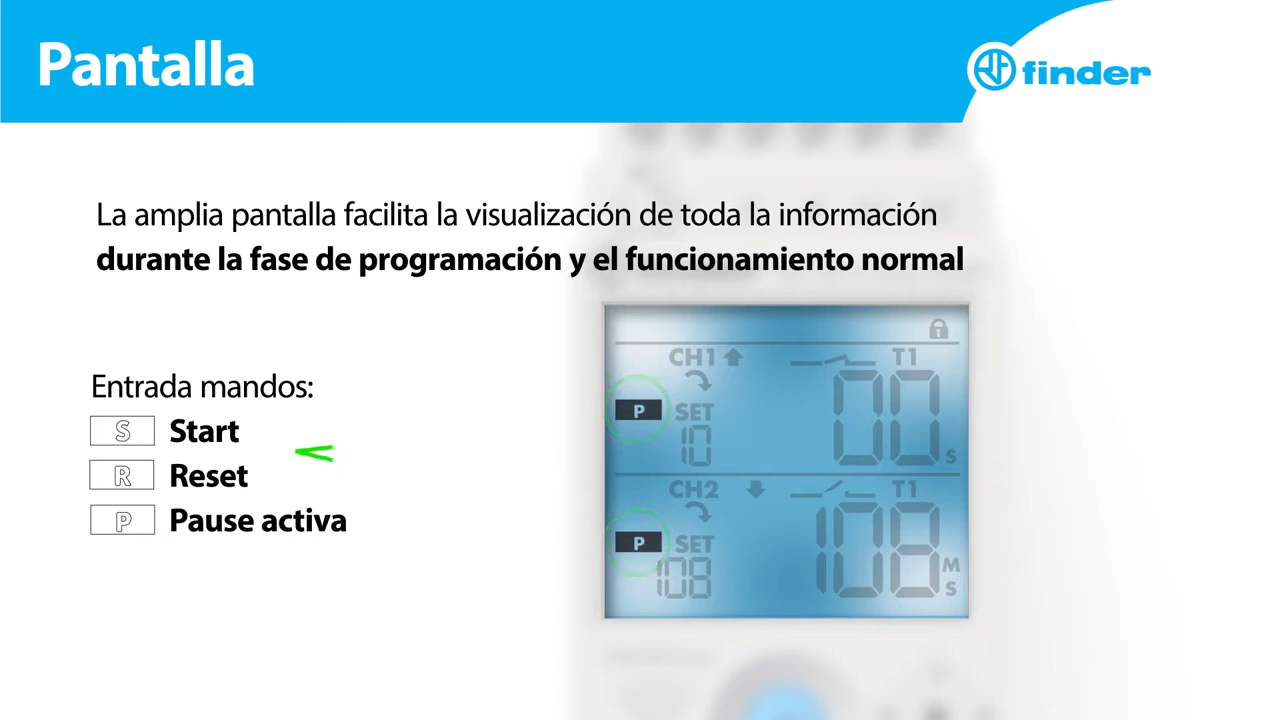 Pantalla
finder
La amplia pantalla facilita la visualización de toda la información
durante la fase de programación y el funcionamiento normal
Entrada mandos:
S Start
R Reset
P Pause activa
CH1 T1
P SET 00
10 S
CH2 T1
P SET 108 M
108 S